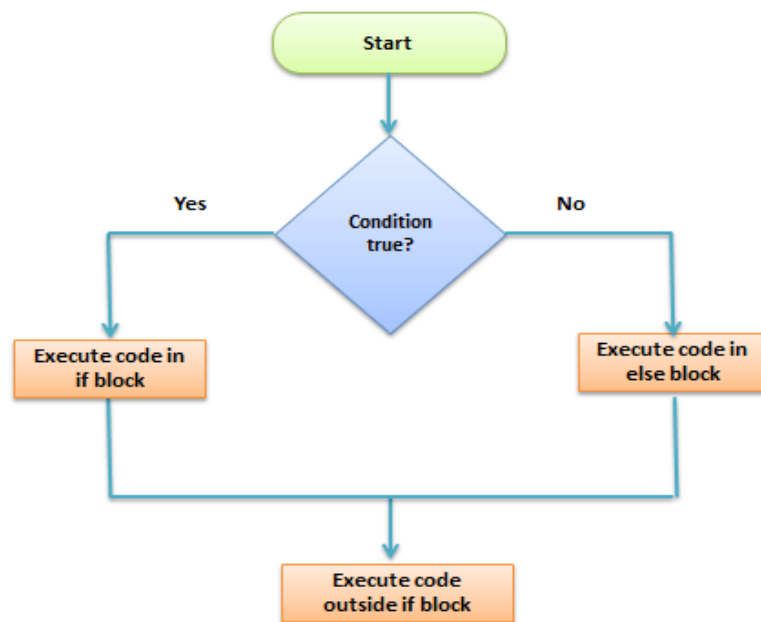 Start
Condition
true?
Yes
No
Execute code in
if block
Execute code in
else block
Execute code
outside if block